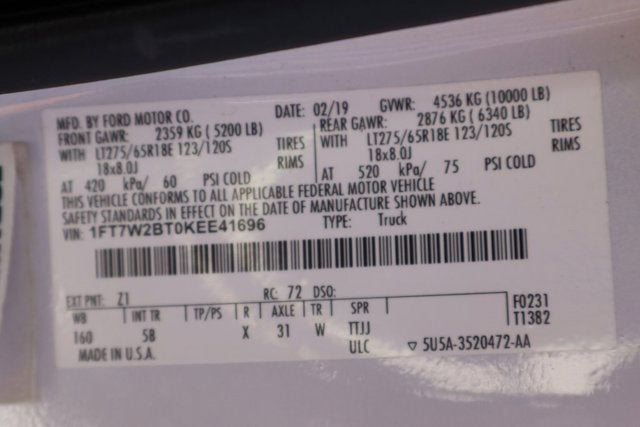 MFD. BY FORD MOTOR CO. DATE: 02/19 GVWR: 4536 KG (10000 LB)
FRONT GAWR: 2359 KG ( 5200 LB) REAR GAWR: 2876 KG ( 6340 LB)
WITH LT275/65R18E 123/120S TIRES WITH LT275/65R18E 123/120S TIRES
18x8.0J RIMS 18x8.0J RIMS
AT 420 kPa/ 60 PSI COLD AT 520 kPa/ 75 PSI COLD
THIS VEHICLE CONFORMS TO ALL APPLICABLE FEDERAL MOTOR VEHICLE
SAFETY STANDARDS IN EFFECT ON THE DATE OF MANUFACTURE SHOWN ABOVE.
VIN: 1FT7W2BT0KEE41696 TYPE: Truck
EXT PNT: Z1 RC: 72 DSO: F0231
WB INT TR TP/PS R AXLE TR SPR T1382
160 5B X 31 W TTJJ
MADE IN U.S.A. ULC ▽ 5U5A-3520472-AA